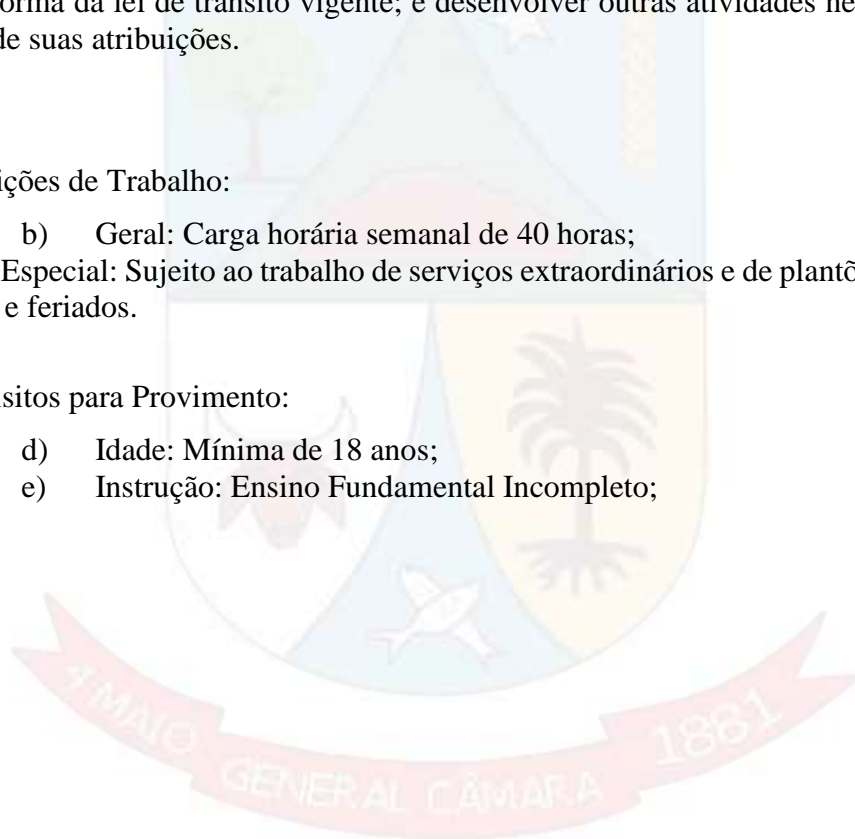 orma da lei de trânsito vigente; e desenvolver outras atividades ne
de suas atribuições.
ições de Trabalho:
b) Geral: Carga horária semanal de 40 horas;
Especial: Sujeito ao trabalho de serviços extraordinários e de plantõ
e feriados.
sitos para Provimento:
d) Idade: Mínima de 18 anos;
e) Instrução: Ensino Fundamental Incompleto;
4 MAIO GENERAL CÂMARA 1881